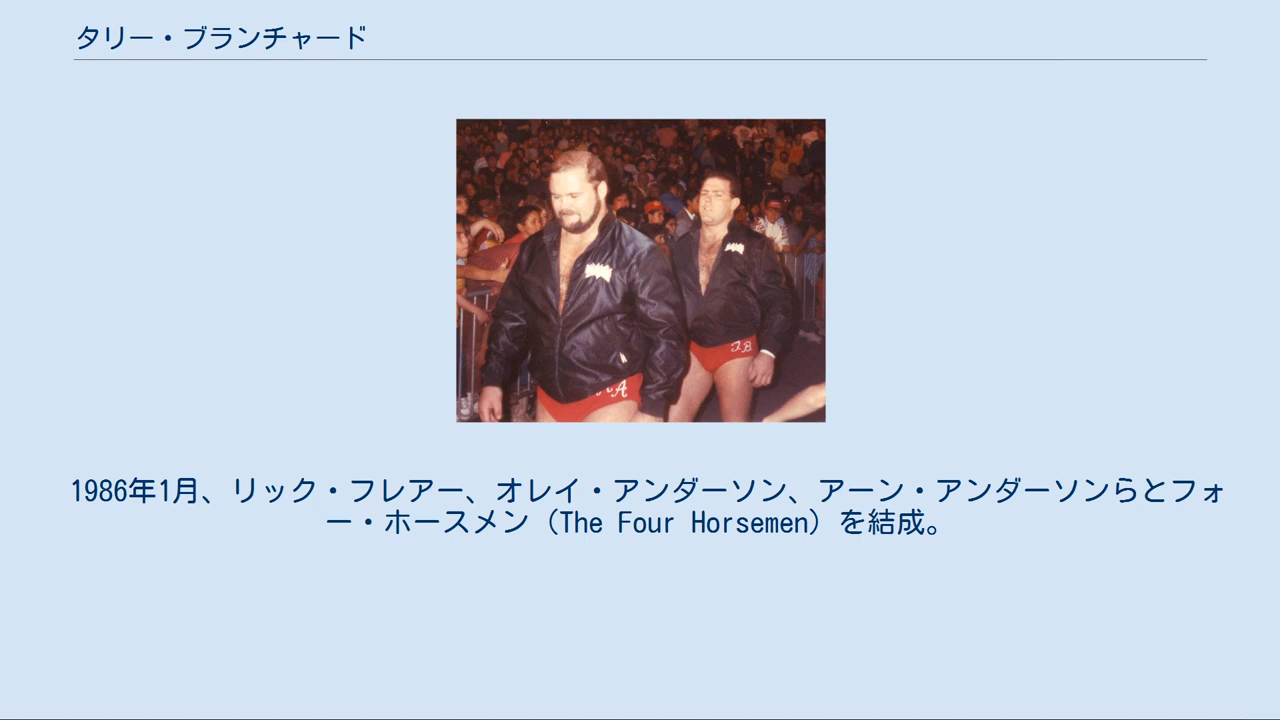 タリー・ブランチャード
AA
TB
1986年1月、リック・フレアー、オレイ・アンダーソン、アーン・アンダーソンらとフォ
ー・ホースメン（The Four Horsemen）を結成。